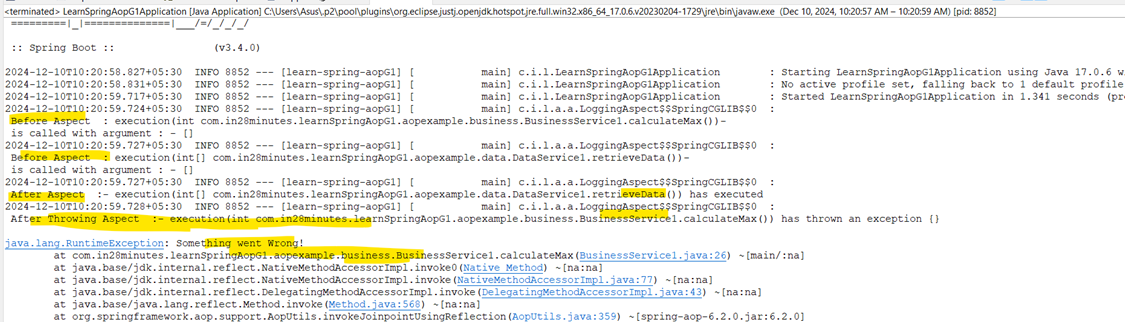 <terminated> LearnSpringAopG1Application [Java Application] C:\Users\Asus\.p2\pool\plugins\org.eclipse.justj.openjdk.hotspot.jre.full.win32.x86_64_17.0.6.v20230204-1729\jre\bin\javaw.exe (Dec 10, 2024, 10:20:57 AM – 10:20:59 AM) [pid: 8852]
=========|_|==============|___/=/_/_/_/
:: Spring Boot :: (v3.4.0)
2024-12-10T10:20:58.827+05:30 INFO 8852 --- [learn-spring-aopG1] [ main] c.i.l.LearnSpringAopG1Application : Starting LearnSpringAopG1Application using Java 17.0.6 w
2024-12-10T10:20:58.831+05:30 INFO 8852 --- [learn-spring-aopG1] [ main] c.i.l.LearnSpringAopG1Application : No active profile set, falling back to 1 default profile
2024-12-10T10:20:59.717+05:30 INFO 8852 --- [learn-spring-aopG1] [ main] c.i.l.LearnSpringAopG1Application : Started LearnSpringAopG1Application in 1.341 seconds (pro
2024-12-10T10:20:59.724+05:30 INFO 8852 --- [learn-spring-aopG1] [ main] c.i.l.a.a.LoggingAspect$$SpringCGLIB$$0 :
Before Aspect : execution(int com.in28minutes.learnSpringAopG1.aopexample.business.BusinessService1.calculateMax())-
is called with argument : - []
2024-12-10T10:20:59.727+05:30 INFO 8852 --- [learn-spring-aopG1] [ main] c.i.l.a.a.LoggingAspect$$SpringCGLIB$$0 :
Before Aspect : execution(int[] com.in28minutes.learnSpringAopG1.aopexample.data.DataService1.retrieveData())-
is called with argument : - []
2024-12-10T10:20:59.727+05:30 INFO 8852 --- [learn-spring-aopG1] [ main] c.i.l.a.a.LoggingAspect$$SpringCGLIB$$0 :
After Aspect :- execution(int[] com.in28minutes.learnSpringAopG1.aopexample.data.DataService1.retrieveData()) has executed
2024-12-10T10:20:59.728+05:30 INFO 8852 --- [learn-spring-aopG1] [ main] c.i.l.a.a.LoggingAspect$$SpringCGLIB$$0 :
After Throwing Aspect :- execution(int com.in28minutes.learnSpringAopG1.aopexample.business.BusinessService1.calculateMax()) has thrown an exception {}
java.lang.RuntimeException: Something went Wrong!
at com.in28minutes.learnSpringAopG1.aopexample.business.BusinessService1.calculateMax(BusinessService1.java:26) ~[main/:na]
at java.base/jdk.internal.reflect.NativeMethodAccessorImpl.invoke0(Native Method) ~[na:na]
at java.base/jdk.internal.reflect.NativeMethodAccessorImpl.invoke(NativeMethodAccessorImpl.java:77) ~[na:na]
at java.base/jdk.internal.reflect.DelegatingMethodAccessorImpl.invoke(DelegatingMethodAccessorImpl.java:43) ~[na:na]
at java.base/java.lang.reflect.Method.invoke(Method.java:568) ~[na:na]
at org.springframework.aop.support.AopUtils.invokeJoinpointUsingReflection(AopUtils.java:359) ~[spring-aop-6.2.0.jar:6.2.0]